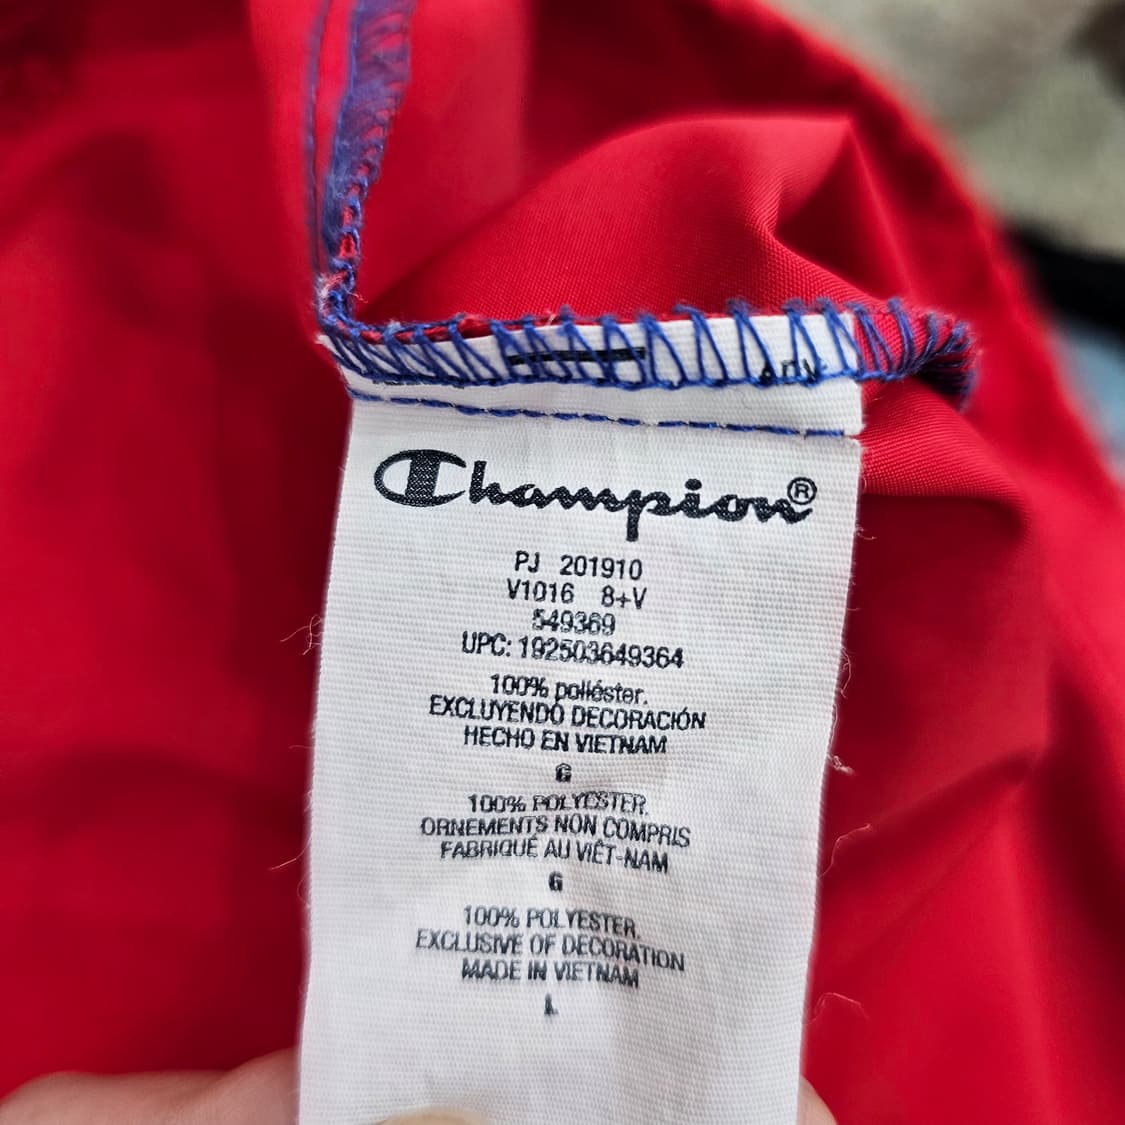 Champion®
PJ 201910
V1016 8+V
549369
UPC: 192503649364
100% poliéster.
EXCLUYENDO DECORACIÓN
HECHO EN VIETNAM
G
100% POLYESTER.
ORNEMENTS NON COMPRIS
FABRIQUÉ AU VIÊT-NAM
G
100% POLYESTER.
EXCLUSIVE OF DECORATION
MADE IN VIETNAM
L